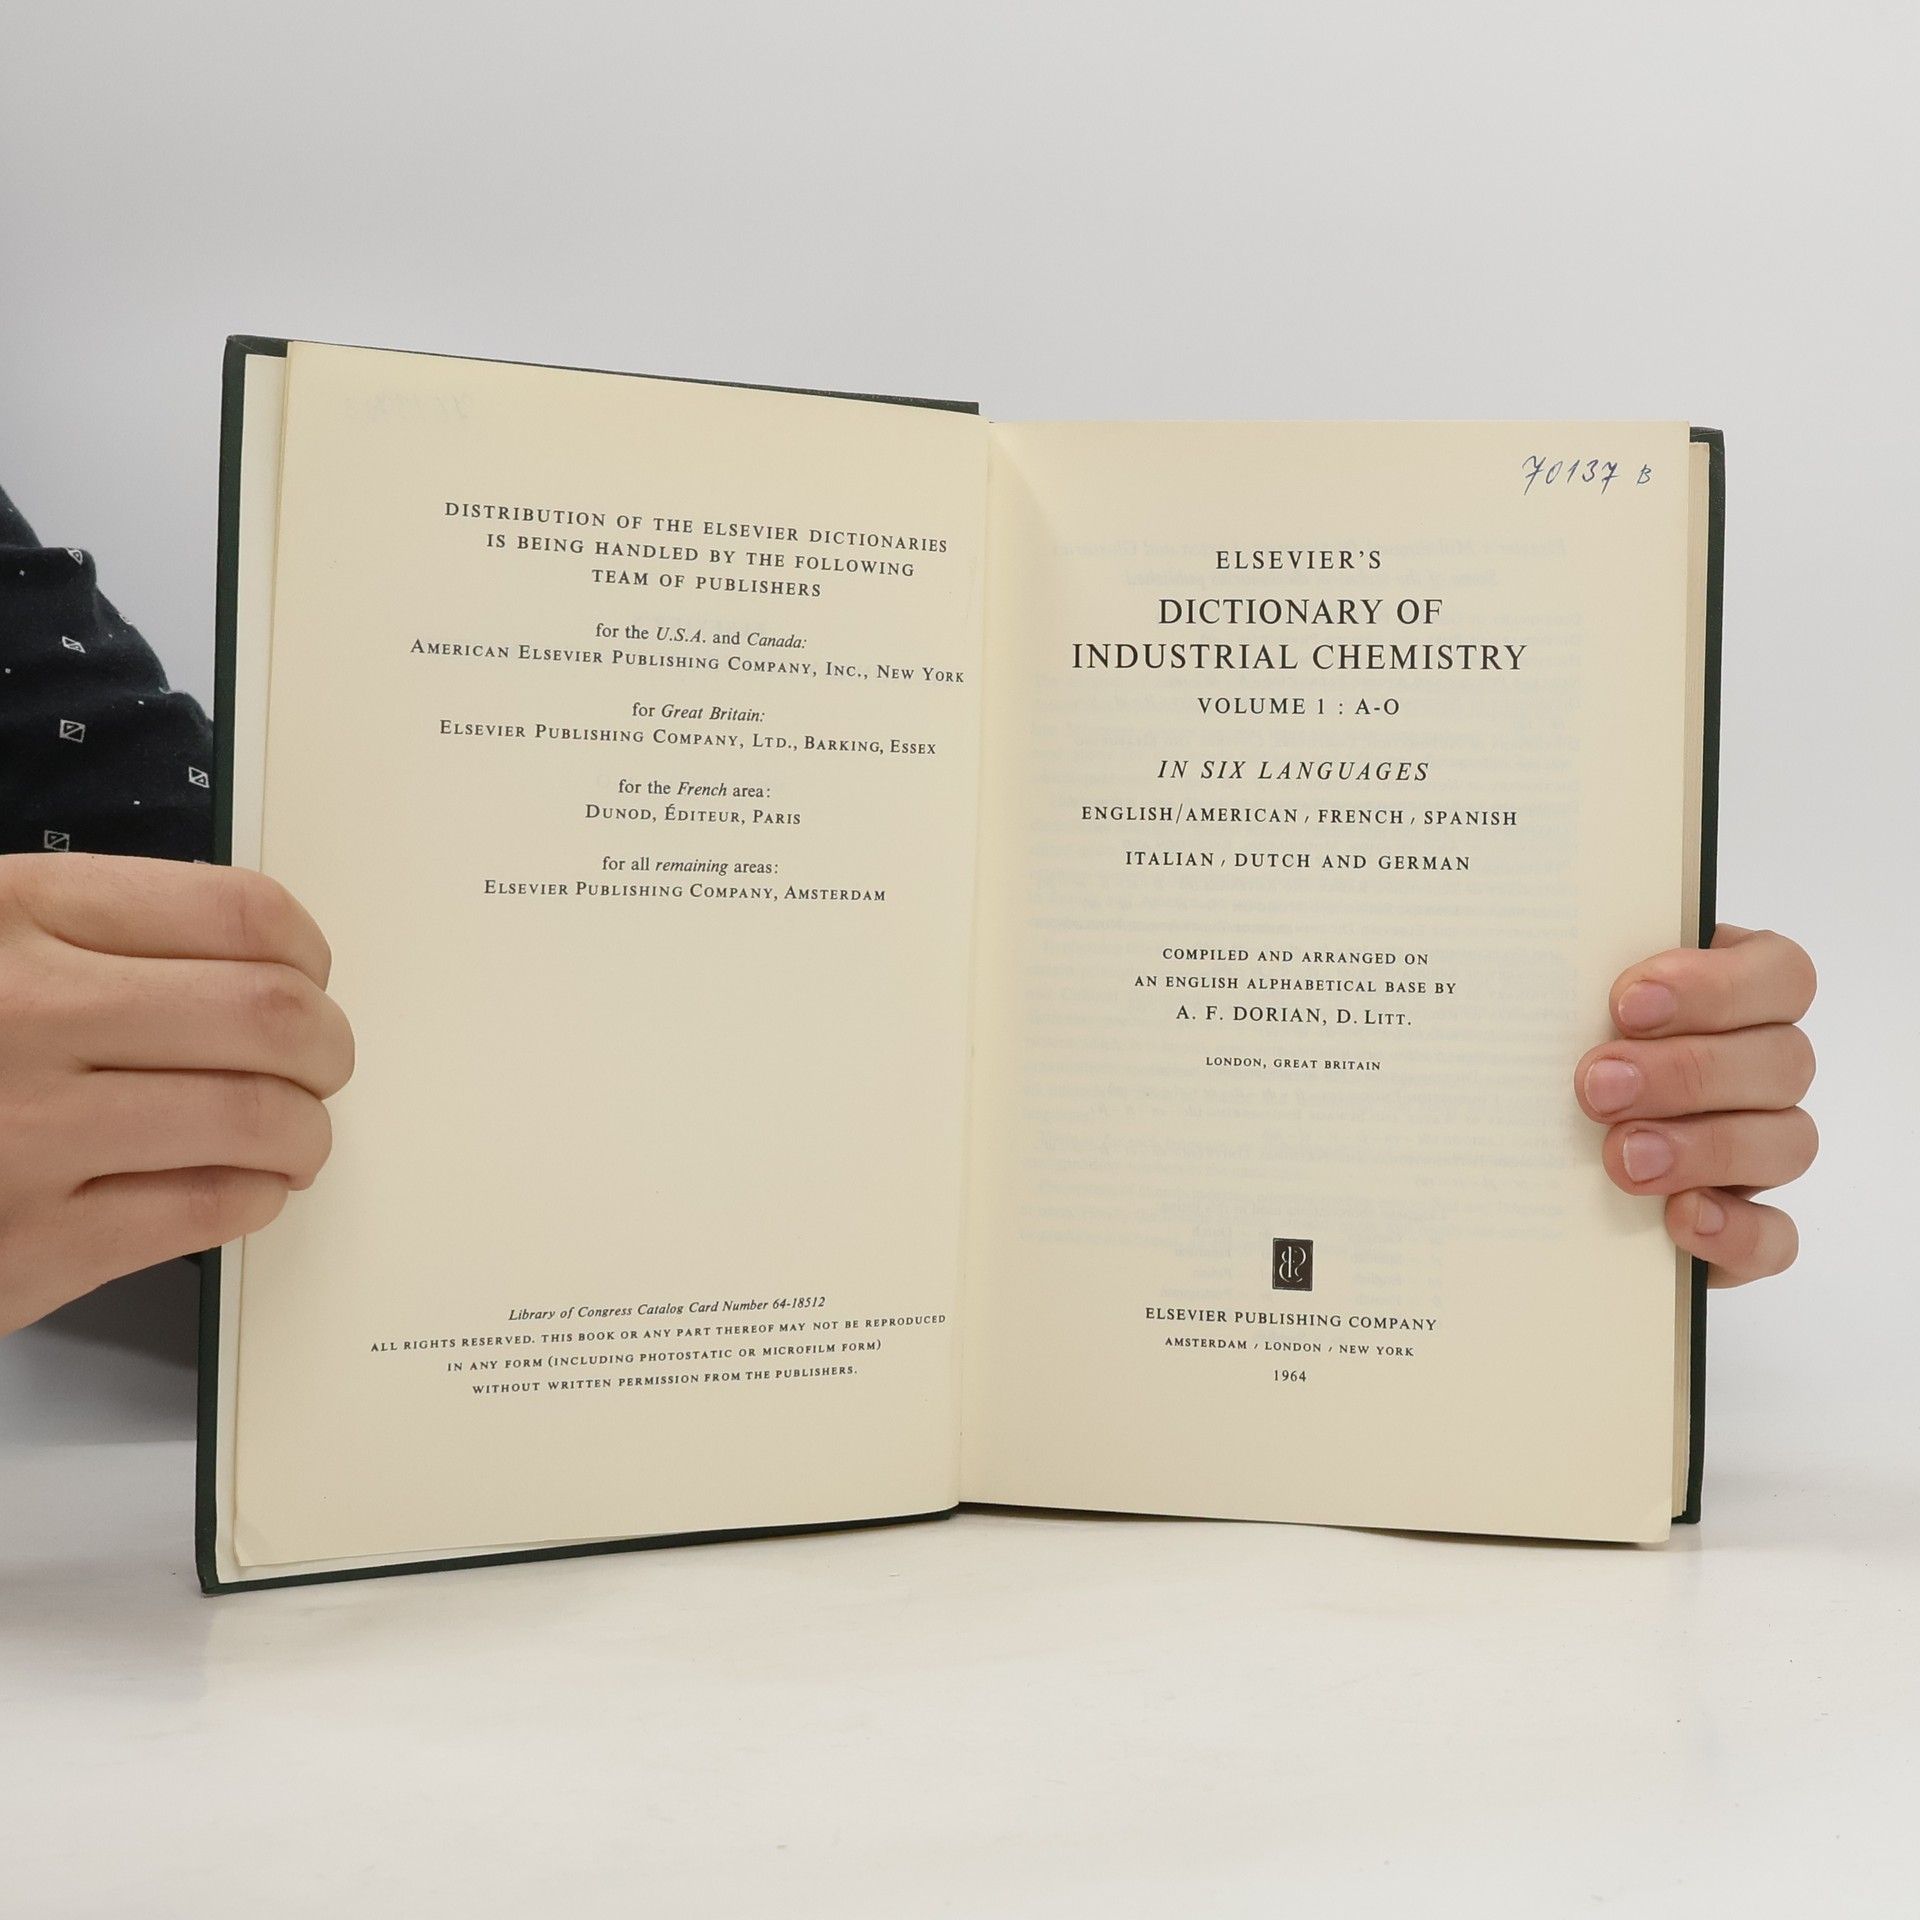 DISTRIBUTION OF THE ELSEVIER DICTIONARIES
IS BEING HANDLED BY THE FOLLOWING
TEAM OF PUBLISHERS
for the U.S.A. and Canada:
AMERICAN ELSEVIER PUBLISHING COMPANY, INC., NEW YORK
for Great Britain:
ELSEVIER PUBLISHING COMPANY, LTD., BARKING, ESSEX
for the French area:
DUNOD, ÉDITEUR, PARIS
for all remaining areas:
ELSEVIER PUBLISHING COMPANY, AMSTERDAM
Library of Congress Catalog Card Number 64-18512
ALL RIGHTS RESERVED. THIS BOOK OR ANY PART THEREOF MAY NOT BE REPRODUCED
IN ANY FORM (INCLUDING PHOTOSTATIC OR MICROFILM FORM)
WITHOUT WRITTEN PERMISSION FROM THE PUBLISHERS.
70137 B
ELSEVIER'S
DICTIONARY OF
INDUSTRIAL CHEMISTRY
VOLUME 1 : A-O
IN SIX LANGUAGES
ENGLISH/AMERICAN, FRENCH, SPANISH
ITALIAN, DUTCH AND GERMAN
COMPILED AND ARRANGED ON
AN ENGLISH ALPHABETICAL BASE BY
A. F. DORIAN, D. LITT.
LONDON, GREAT BRITAIN
ELSEVIER PUBLISHING COMPANY
AMSTERDAM / LONDON / NEW YORK
1964